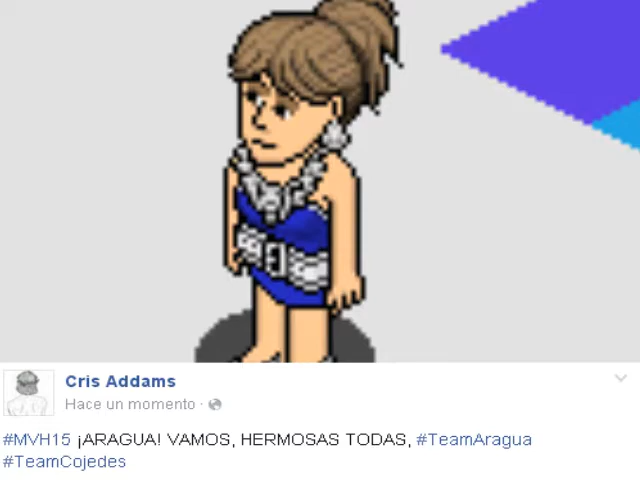 Cris Addams
Hace un momento ·
#MVH15 ¡ARAGUA! VAMOS, HERMOSAS TODAS, #TeamAragua
#TeamCojedes